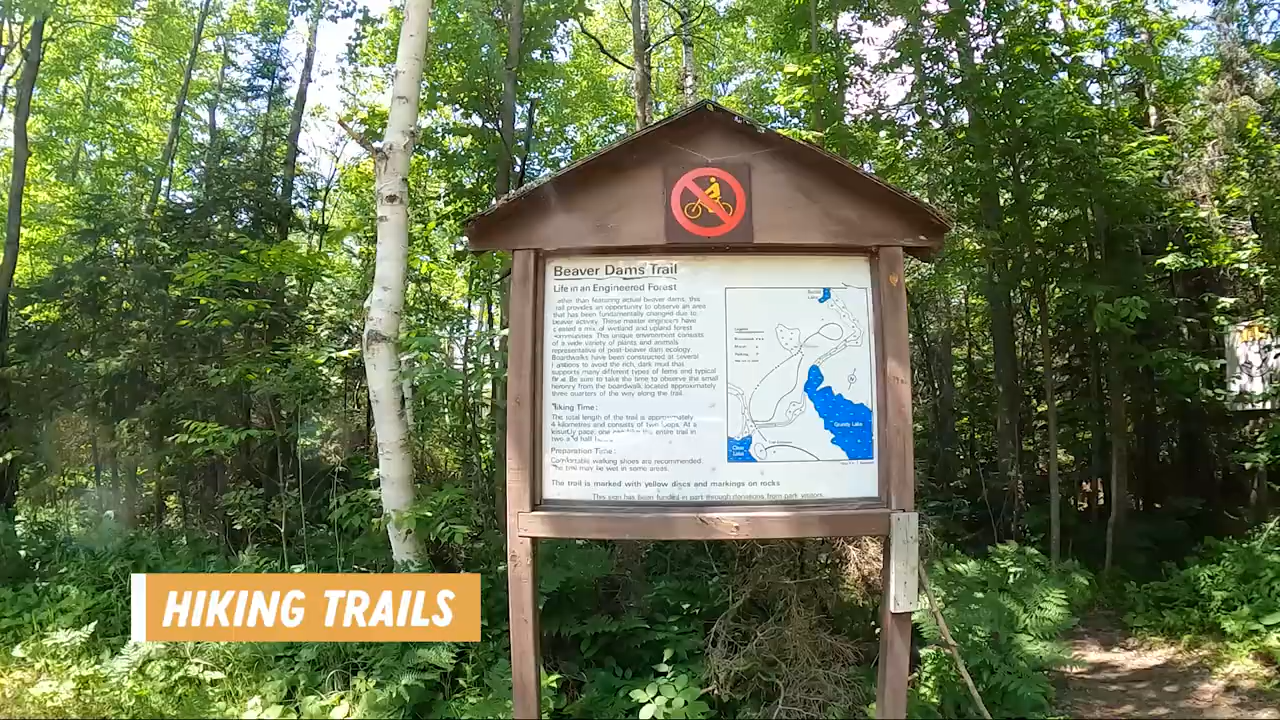 Beaver Dams Trail
Life in an Engineered Forest
rather than featuring actual beaver dams, this
trail provides an opportunity to observe an area
that has been fundamentally changed due to
beaver activity. These master engineers have
created a mix of wetland and upland forest
communities. This unique environment consists
of a wide variety of plants and animals
representative of post-beaver dam ecology.
Boardwalks have been constructed at several
locations to avoid the rich, dark mud that
supports many different types of ferns and typical
Be sure to take the time to observe the small
heronry from the boardwalk located approximately
three quarters of the way along the trail.
Hiking Time:
The total length of the trail is approximately
4 kilometres and consists of two loops. At a
leisurely pace, one can hike the entire trail in
two and half hours
Preparation Time:
Comfortable walking shoes are recommended.
The trail may be wet in some areas.
The trail is marked with yellow discs and markings on rocks
This sign has been funded in part through donations from park visitors.
Legend
Parking
Lake
Grundy Lake
Clear
Lake
HIKING TRAILS